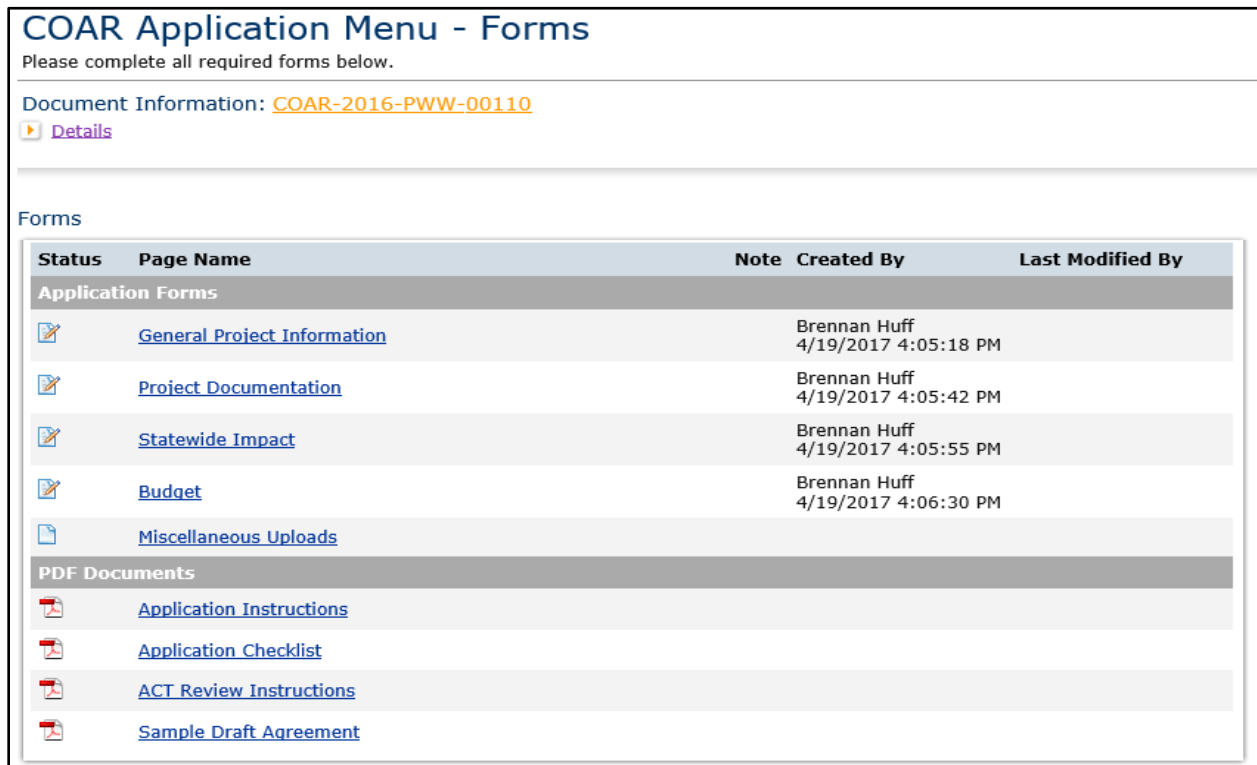 COAR Application Menu - Forms
Please complete all required forms below.
Document Information: COAR-2016-PWW-00110
Details
Forms
Status Page Name Note Created By Last Modified By
Application Forms
General Project Information Brennan Huff
4/19/2017 4:05:18 PM
Project Documentation Brennan Huff
4/19/2017 4:05:42 PM
Statewide Impact Brennan Huff
4/19/2017 4:05:55 PM
Budget Brennan Huff
4/19/2017 4:06:30 PM
Miscellaneous Uploads
PDF Documents
Application Instructions
Application Checklist
ACT Review Instructions
Sample Draft Agreement